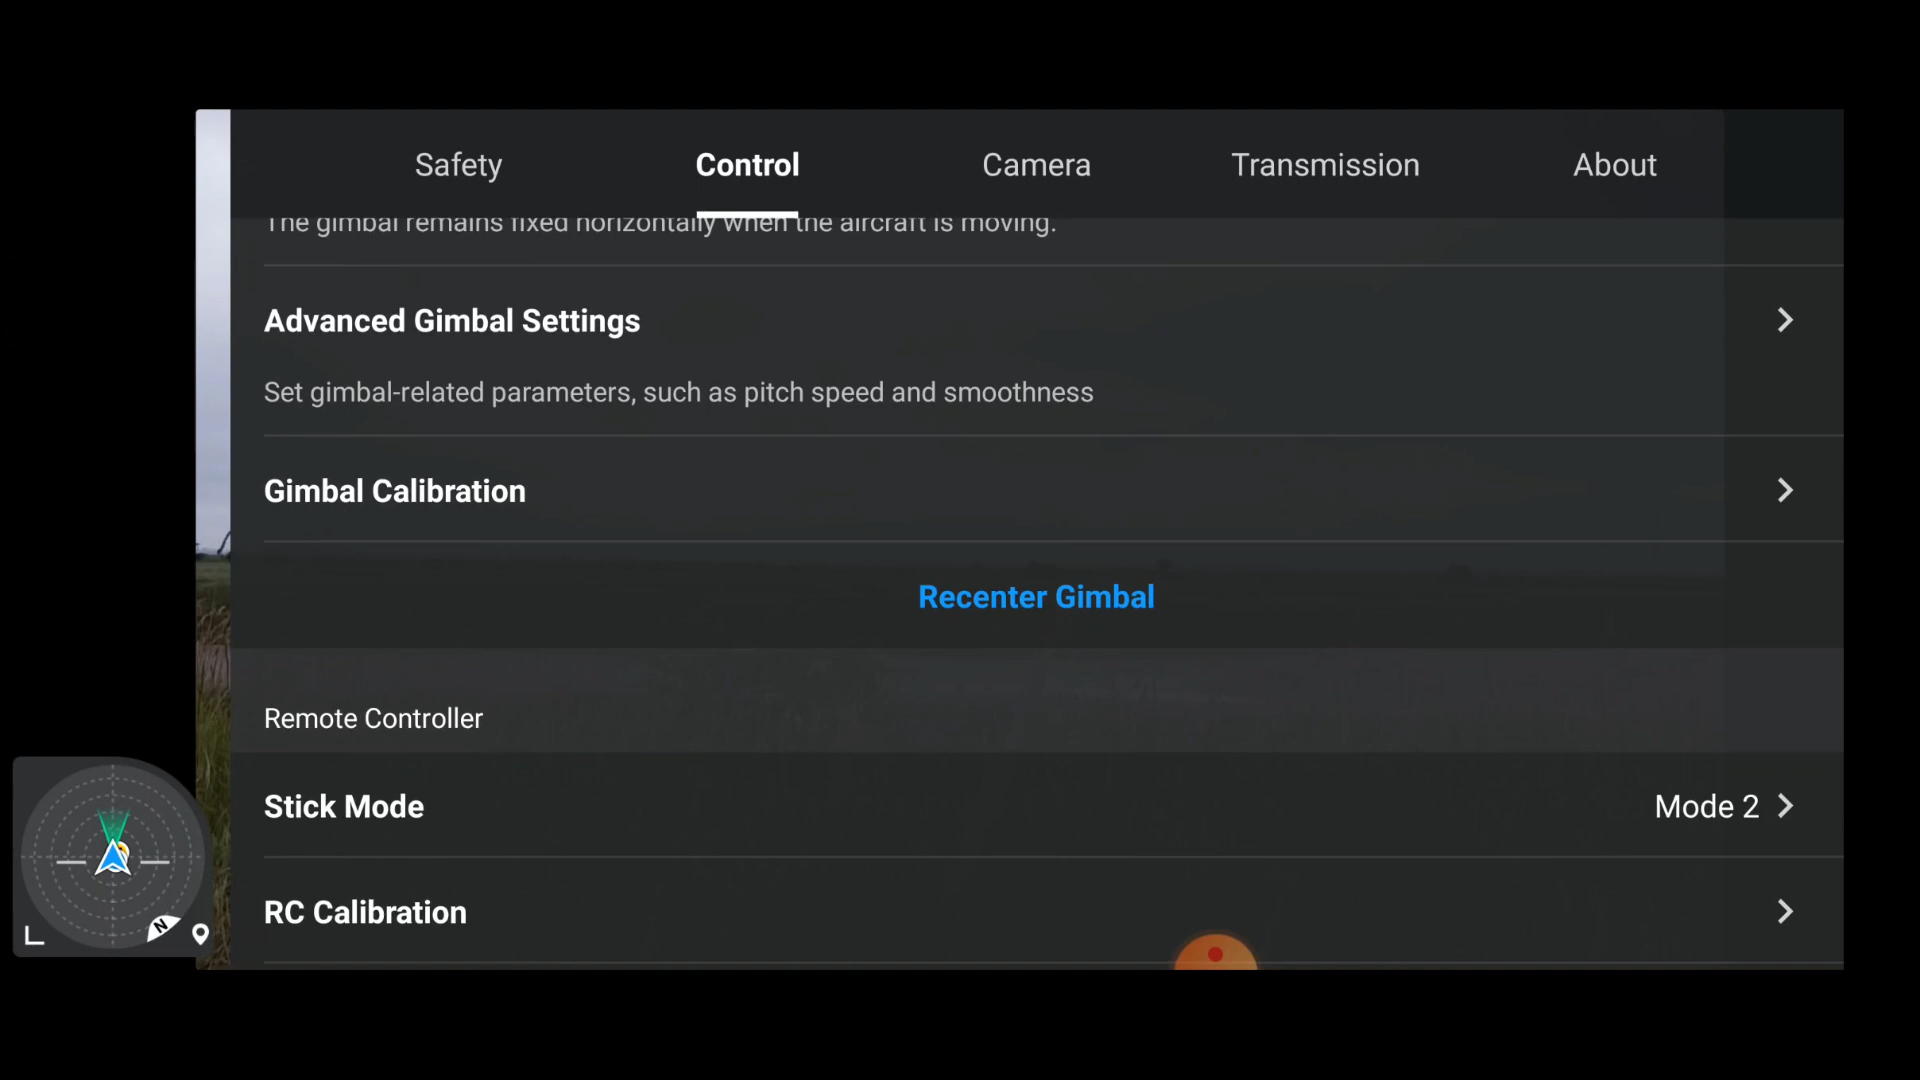 Safety Control Camera Transmission About
The gimbal remains fixed horizontally when the aircraft is moving.
Advanced Gimbal Settings
Set gimbal-related parameters, such as pitch speed and smoothness
Gimbal Calibration
Recenter Gimbal
Remote Controller
Stick Mode Mode 2
RC Calibration
N